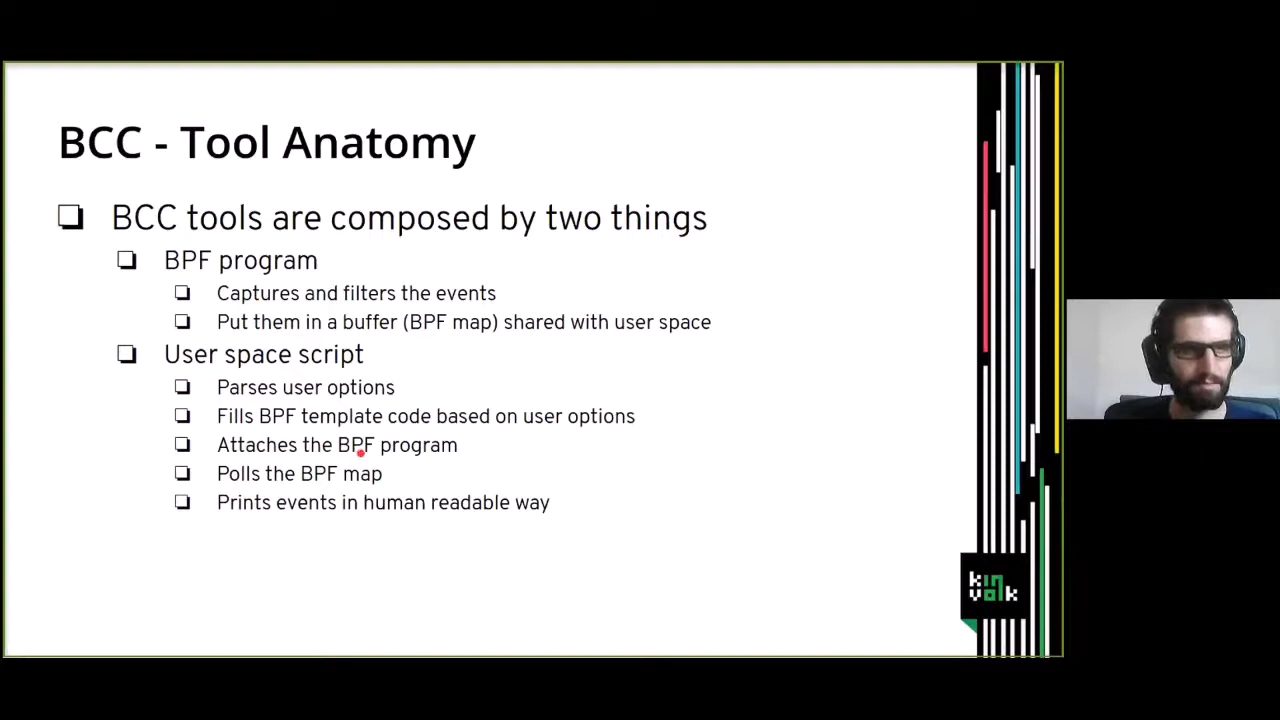 BCC - Tool Anatomy
BCC tools are composed by two things
BPF program
Captures and filters the events
Put them in a buffer (BPF map) shared with user space
User space script
Parses user options
Fills BPF template code based on user options
Attaches the BPF program
Polls the BPF map
Prints events in human readable way
kin
volk